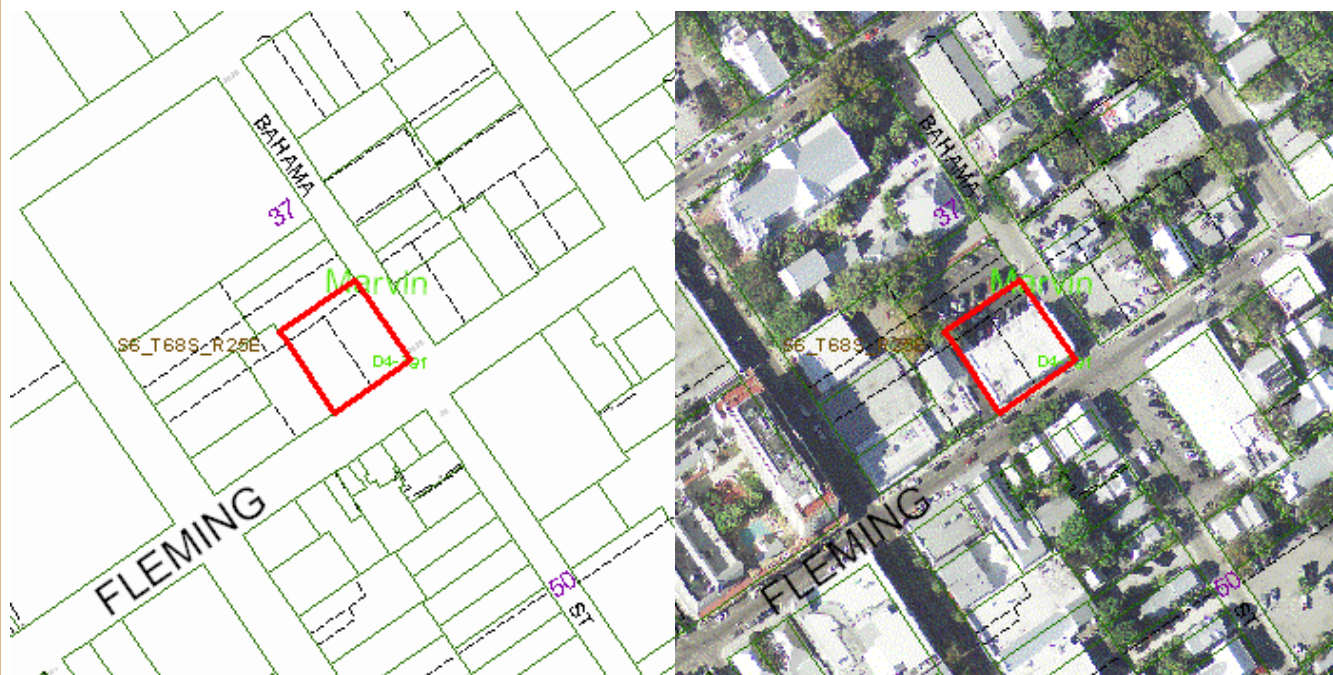 BAHAMA
37
Marvin
S6_T68S_R25E
FLEMING
50
ST
BAHAMA
37
Marvin
FLEMING
50
ST